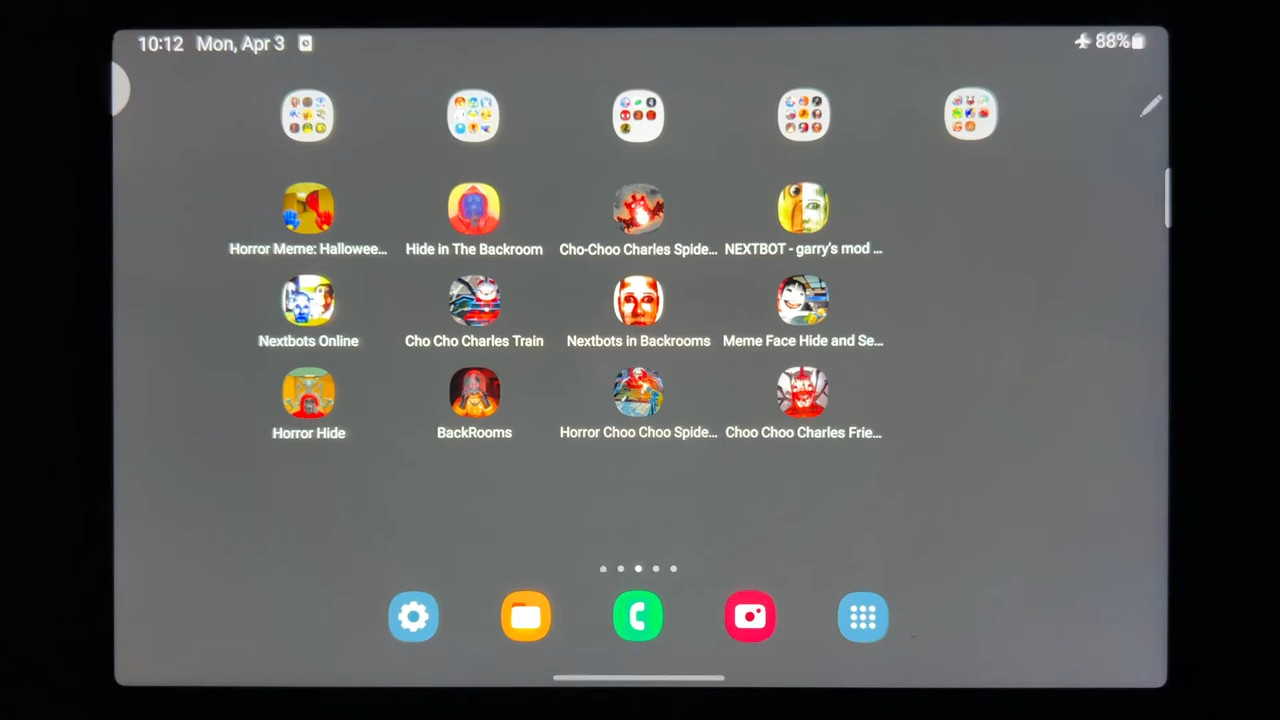 10:12 Mon, Apr 3 88%
Horror Meme: Hallowee... Hide in The Backroom Cho-Choo Charles Spide... NEXTBOT - garry's mod ...
Nextbots Online Cho Cho Charles Train Nextbots in Backrooms Meme Face Hide and Se...
Horror Hide BackRooms Horror Choo Choo Spide... Choo Choo Charles Frie...